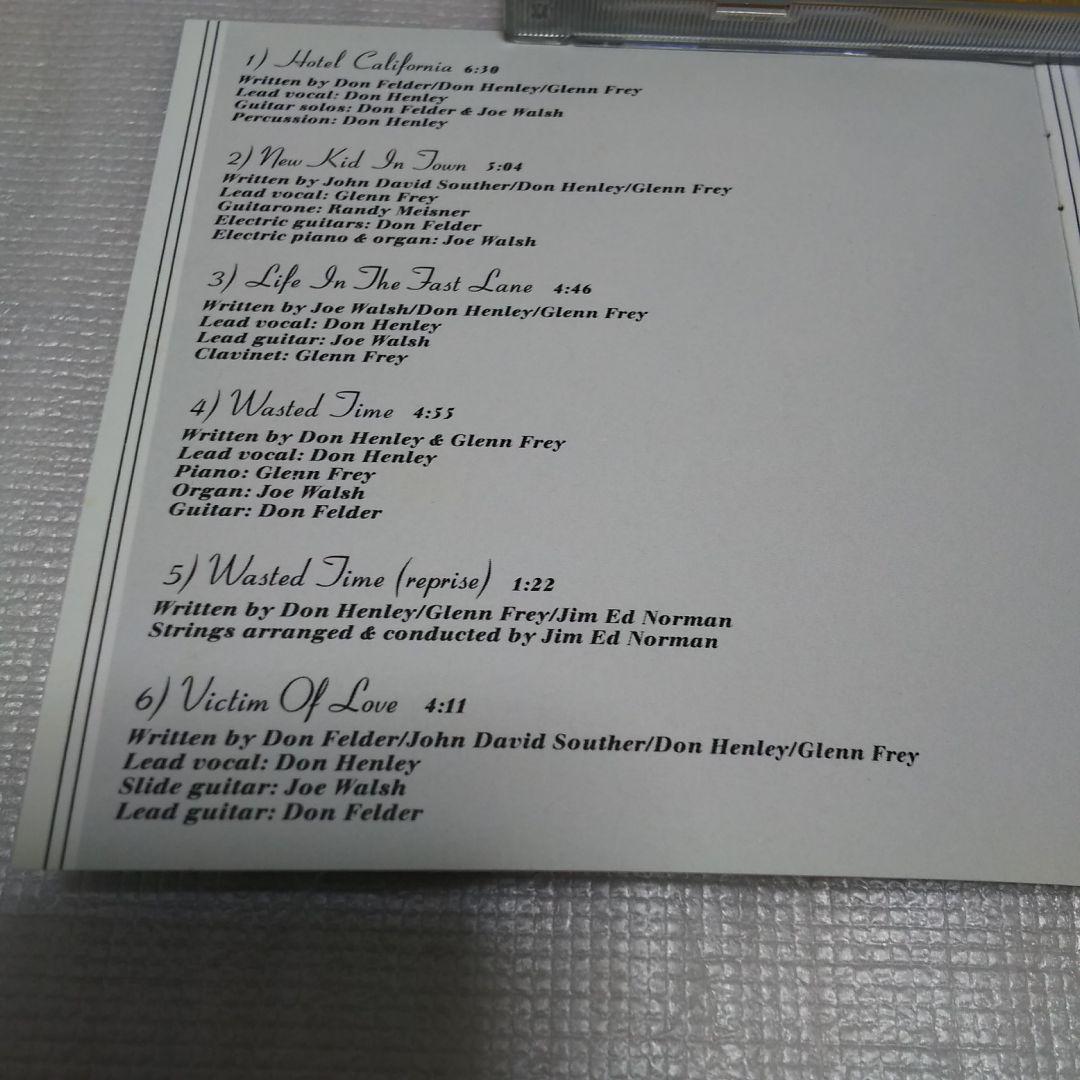 1) Hotel California 6:30
Written by Don Felder/Don Henley/Glenn Frey
Lead vocal: Don Henley
Guitar solos: Don Felder & Joe Walsh
Percussion: Don Henley
2) New Kid In Town 5:04
Written by John David Souther/Don Henley/Glenn Frey
Lead vocal: Glenn Frey
Guitarone: Randy Meisner
Electric guitars: Don Felder
Electric piano & organ: Joe Walsh
3) Life In The Fast Lane 4:46
Written by Joe Walsh/Don Henley/Glenn Frey
Lead vocal: Don Henley
Lead guitar: Joe Walsh
Clavinet: Glenn Frey
4) Wasted Time 4:55
Written by Don Henley & Glenn Frey
Lead vocal: Don Henley
Piano: Glenn Frey
Organ: Joe Walsh
Guitar: Don Felder
5) Wasted Time (reprise) 1:22
Written by Don Henley/Glenn Frey/Jim Ed Norman
Strings arranged & conducted by Jim Ed Norman
6) Victim Of Love 4:11
Written by Don Felder/John David Souther/Don Henley/Glenn Frey
Lead vocal: Don Henley
Slide guitar: Joe Walsh
Lead guitar: Don Felder